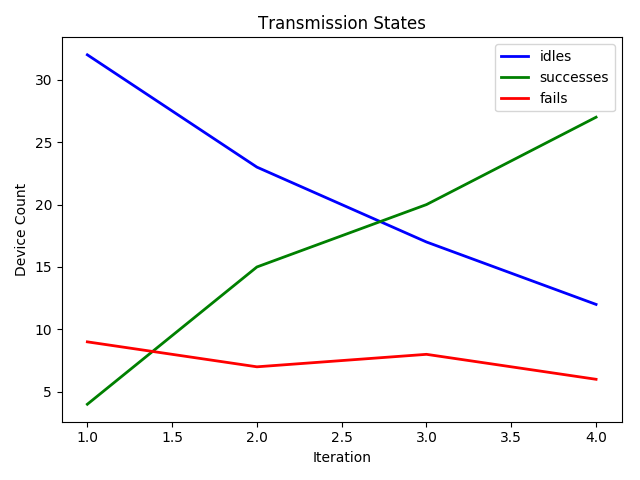 Transmission States
idles
successes
fails
30
25
20
15
10
5
Device Count
1.0 1.5 2.0 2.5 3.0 3.5 4.0
Iteration